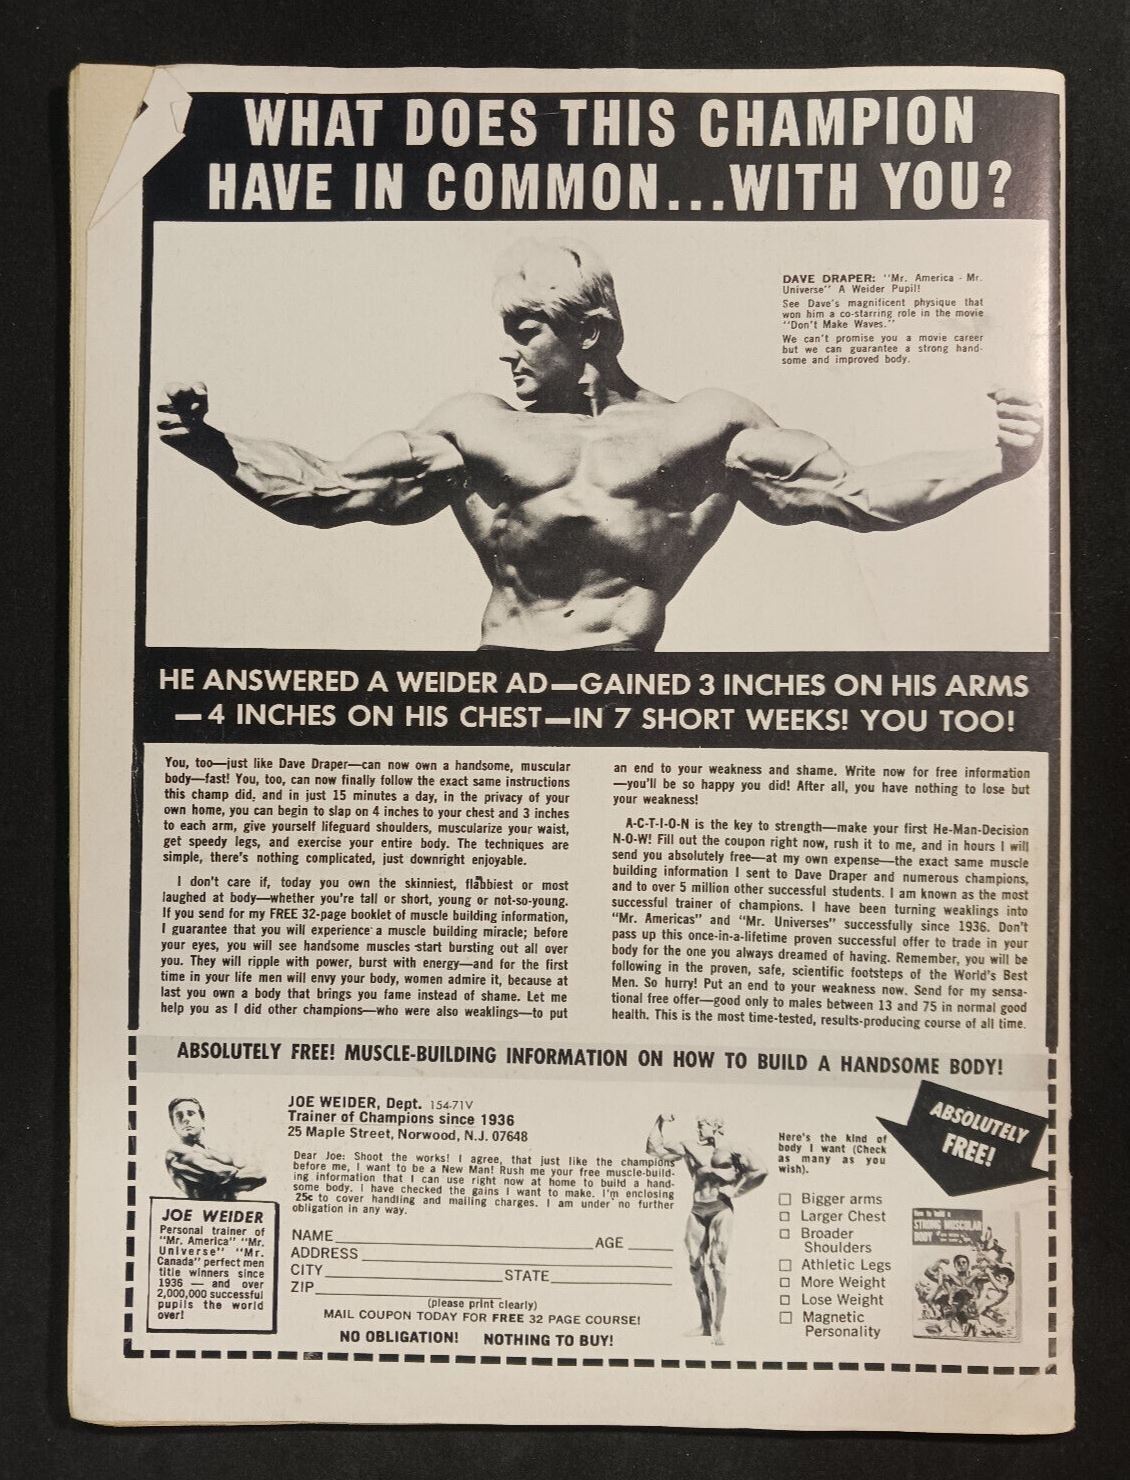 WHAT DOES THIS CHAMPION
HAVE IN COMMON...WITH YOU?
DAVE DRAPER: "Mr. America - Mr.
Universe" A Weider Pupil!
See Dave's magnificent physique that
won him a co-starring role in the movie
"Don't Make Waves."
We can't promise you a movie career
but we can guarantee a strong hand-
some and improved body.
HE ANSWERED A WEIDER AD—GAINED 3 INCHES ON HIS ARMS
—4 INCHES ON HIS CHEST—IN 7 SHORT WEEKS! YOU TOO!
You, too—just like Dave Draper—can now own a handsome, muscular
body—fast! You, too, can now finally follow the exact same instructions
this champ did, and in just 15 minutes a day, in the privacy of your
own home, you can begin to slap on 4 inches to your chest and 3 inches
to each arm, give yourself lifeguard shoulders, muscularize your waist,
get speedy legs, and exercise your entire body. The techniques are
simple, there's nothing complicated, just downright enjoyable.
I don't care if, today you own the skinniest, flabbiest or most
laughed at body—whether you're tall or short, young or not-so-young.
If you send for my FREE 32-page booklet of muscle building information,
I guarantee that you will experience a muscle building miracle; before
your eyes, you will see handsome muscles start bursting out all over
you. They will ripple with power, burst with energy—and for the first
time in your life men will envy your body, women admire it, because at
last you own a body that brings you fame instead of shame. Let me
help you as I did other champions—who were also weaklings—to put
an end to your weakness and shame. Write now for free information
—you'll be so happy you did! After all, you have nothing to lose but
your weakness!
A-C-T-I-O-N is the key to strength—make your first He-Man-Decision
N-O-W! Fill out the coupon right now, rush it to me, and in hours I will
send you absolutely free—at my own expense—the exact same muscle
building information I sent to Dave Draper and numerous champions,
and to over 5 million other successful students. I am known as the most
successful trainer of champions. I have been turning weaklings into
"Mr. Americas" and "Mr. Universes" successfully since 1936. Don't
pass up this once-in-a-lifetime proven successful offer to trade in your
body for the one you always dreamed of having. Remember, you will be
following in the proven, safe, scientific footsteps of the World's Best
Men. So hurry! Put an end to your weakness now. Send for my sensa-
tional free offer—good only to males between 13 and 75 in normal good
health. This is the most time-tested, results-producing course of all time.
ABSOLUTELY FREE! MUSCLE-BUILDING INFORMATION ON HOW TO BUILD A HANDSOME BODY!
JOE WEIDER
Personal trainer of
"Mr. America" "Mr.
Universe" "Mr.
Canada" perfect men
title winners since
1936 — and over
2,000,000 successful
pupils the world
over!
JOE WEIDER, Dept. 154-71V
Trainer of Champions since 1936
25 Maple Street, Norwood, N.J. 07648
Dear Joe: Shoot the works! I agree, that just like the champions
before me, I want to be a New Man! Rush me your free muscle-build-
ing information that I can use right now at home to build a hand-
some body. I have checked the gains I want to make. I'm enclosing
25c to cover handling and mailing charges. I am under no further
obligation in any way.
NAME AGE
ADDRESS
CITY STATE
ZIP
(please print clearly)
MAIL COUPON TODAY FOR FREE 32 PAGE COURSE!
NO OBLIGATION! NOTHING TO BUY!
Here's the kind of
body I want (Check
as many as you
wish).
Bigger arms
Larger Chest
Broader
Shoulders
Athletic Legs
More Weight
Lose Weight
Magnetic
Personality
ABSOLUTELY
FREE!
How to build a
STRONG MUSCULAR
BODY